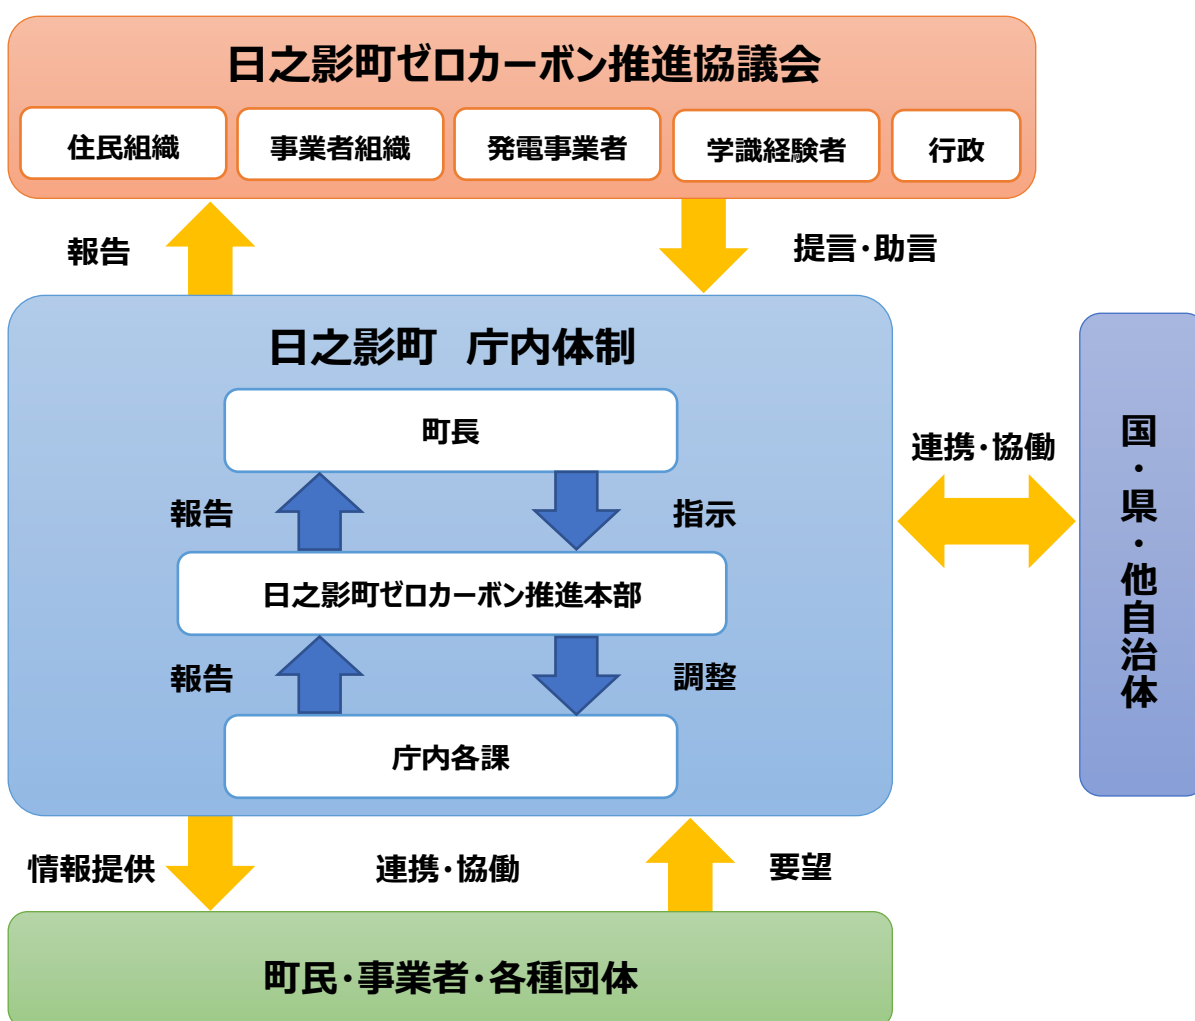 日之影町ゼロカーボン推進協議会
住民組織
事業者組織
発電事業者
学識経験者
行政
報告
提言・助言
日之影町 庁内体制
町長
報告
指示
日之影町ゼロカーボン推進本部
報告
調整
庁内各課
連携・協働
国・県・他自治体
情報提供
連携・協働
要望
町民・事業者・各種団体